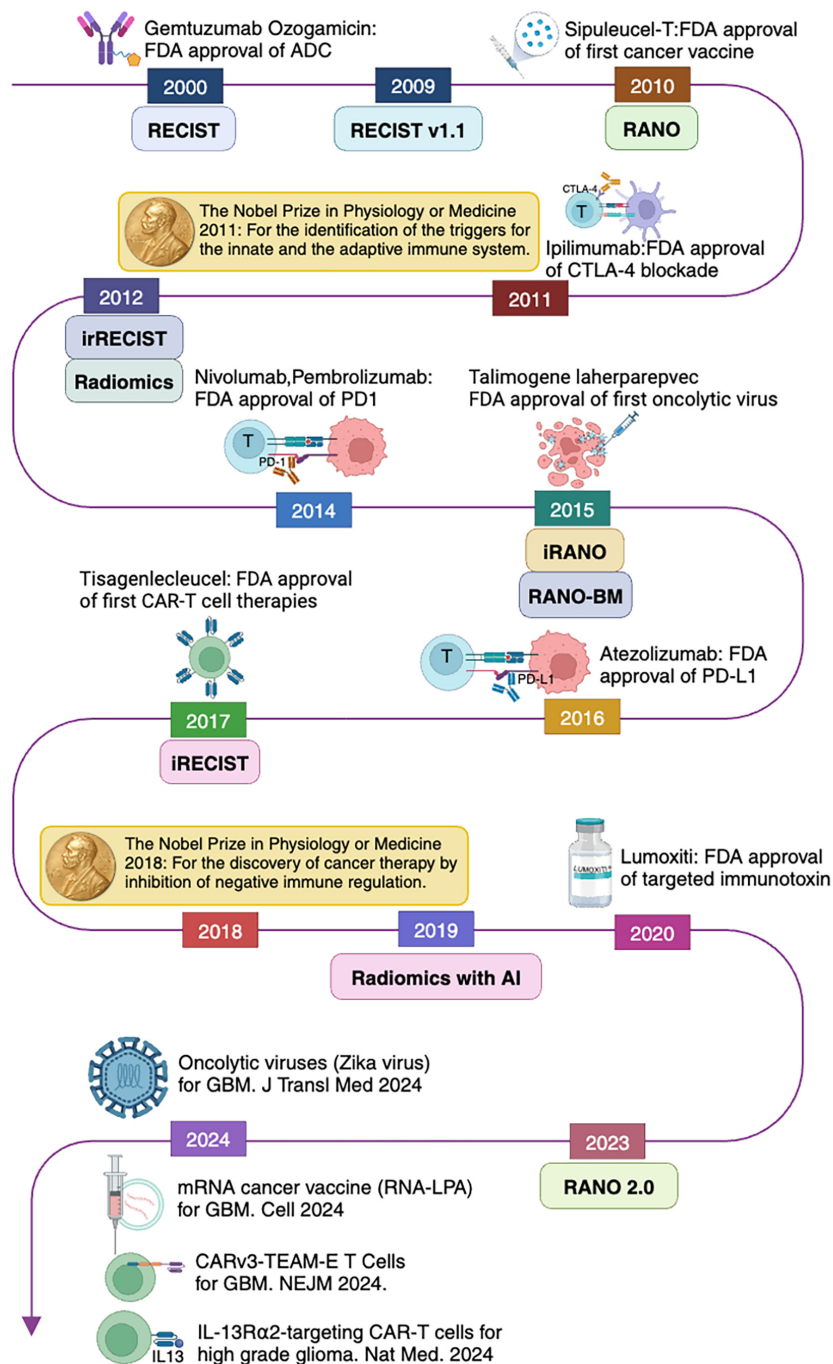 Gemtuzumab Ozogamicin:
FDA approval of ADC
Sipuleucel-T:FDA approval
of first cancer vaccine
2000
2009
2010
RECIST
RECIST v1.1
RANO
CTLA-4
T
The Nobel Prize in Physiology or Medicine
2011: For the identification of the triggers for
the innate and the adaptive immune system.
Ipilimumab:FDA approval
of CTLA-4 blockade
2012
2011
irRECIST
Radiomics
Nivolumab,Pembrolizumab:
FDA approval of PD1
Talimogene laherparepvec
FDA approval of first oncolytic virus
T
PD-1
2014
2015
iRANO
RANO-BM
Tisagenlecleucel: FDA approval
of first CAR-T cell therapies
T
PD-L1
Atezolizumab: FDA
approval of PD-L1
2017
2016
iRECIST
The Nobel Prize in Physiology or Medicine
2018: For the discovery of cancer therapy by
inhibition of negative immune regulation.
LUMOXITI
Lumoxiti: FDA approval
of targeted immunotoxin
2018
2019
2020
Radiomics with AI
Oncolytic viruses (Zika virus)
for GBM. J Transl Med 2024
2024
2023
RANO 2.0
mRNA cancer vaccine (RNA-LPA)
for GBM. Cell 2024
CARv3-TEAM-E T Cells
for GBM. NEJM 2024.
IL13
IL-13Rα2-targeting CAR-T cells for
high grade glioma. Nat Med. 2024